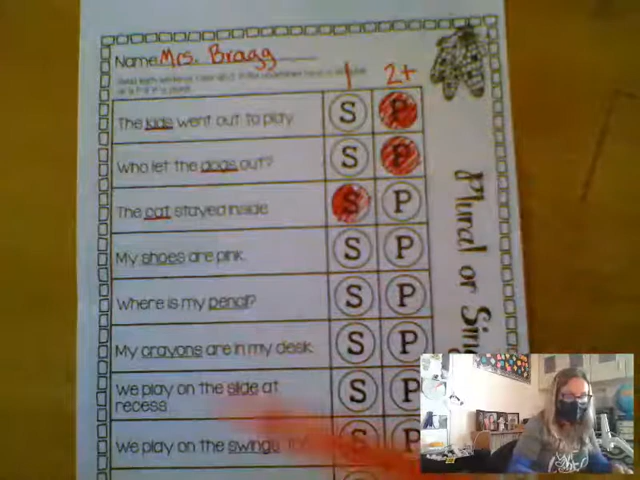 Name: Mrs. Bragg
1 2+
The kids went out to play. S P
Who let the dogs out? S P
The cat stayed inside. S P
My shoes are pink. S P
Where is my pencil? S P
My crayons are in my desk. S P
We play on the slide at recess. S P
We play on the swings S P
Plural or